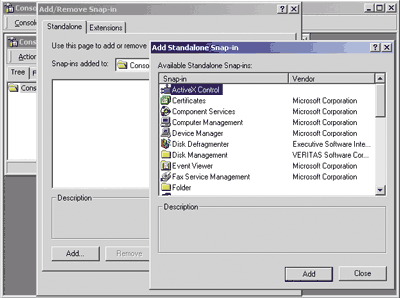 Conso
Add/Remove Snap-in
Console
Conso
Action
Tree
F
Conso
Standalone
Extensions
Use this page to add or remove
Snap-ins added to:
Conso
Description
Add...
Remove
Add Standalone Snap-in
Available Standalone Snap-ins:
Snap-in Vendor
ActiveX Control
Certificates Microsoft Corporation
Component Services Microsoft Corporation
Computer Management Microsoft Corporation
Device Manager Microsoft Corporation
Disk Defragmenter Executive Software Inte...
Disk Management VERITAS Software Cor...
Event Viewer Microsoft Corporation
Fax Service Management Microsoft Corporation
Folder
Description
Add
Close